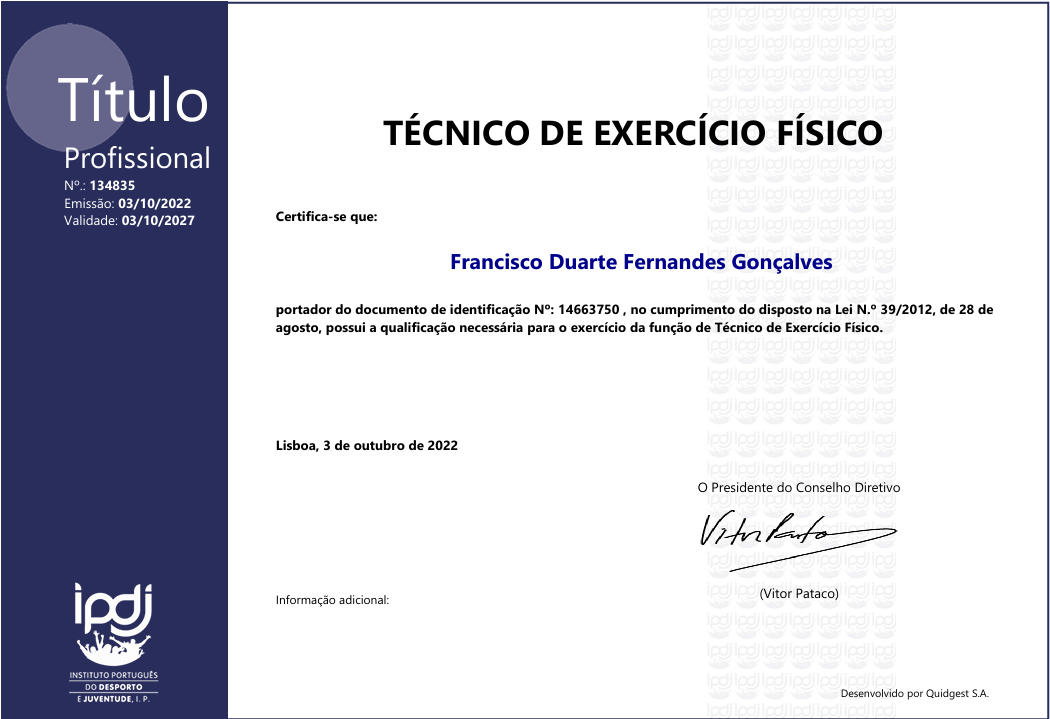 Título
Profissional
Nº.: 134835
Emissão: 03/10/2022
Validade: 03/10/2027
TÉCNICO DE EXERCÍCIO FÍSICO
Certifica-se que:
Francisco Duarte Fernandes Gonçalves
portador do documento de identificação Nº: 14663750 , no cumprimento do disposto na Lei N.º 39/2012, de 28 de
agosto, possui a qualificação necessária para o exercício da função de Técnico de Exercício Físico.
Lisboa, 3 de outubro de 2022
O Presidente do Conselho Diretivo
(Vitor Pataco)
Informação adicional:
ipdj
INSTITUTO PORTUGUÊS
DO DESPORTO
E JUVENTUDE, I. P.
Desenvolvido por Quidgest S.A.